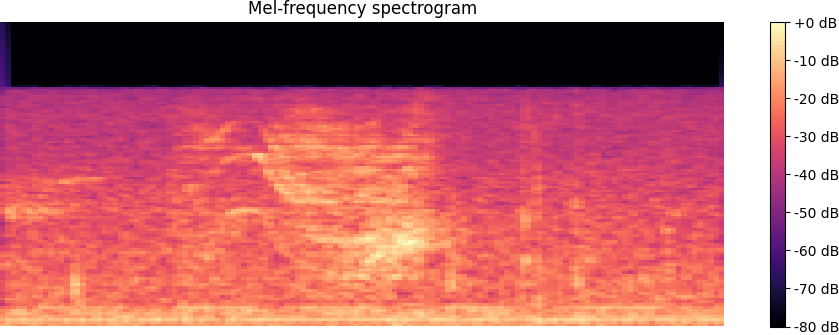 Mel-frequency spectrogram
+0 dB
-10 dB
-20 dB
-30 dB
-40 dB
-50 dB
-60 dB
-70 dB
-80 dB